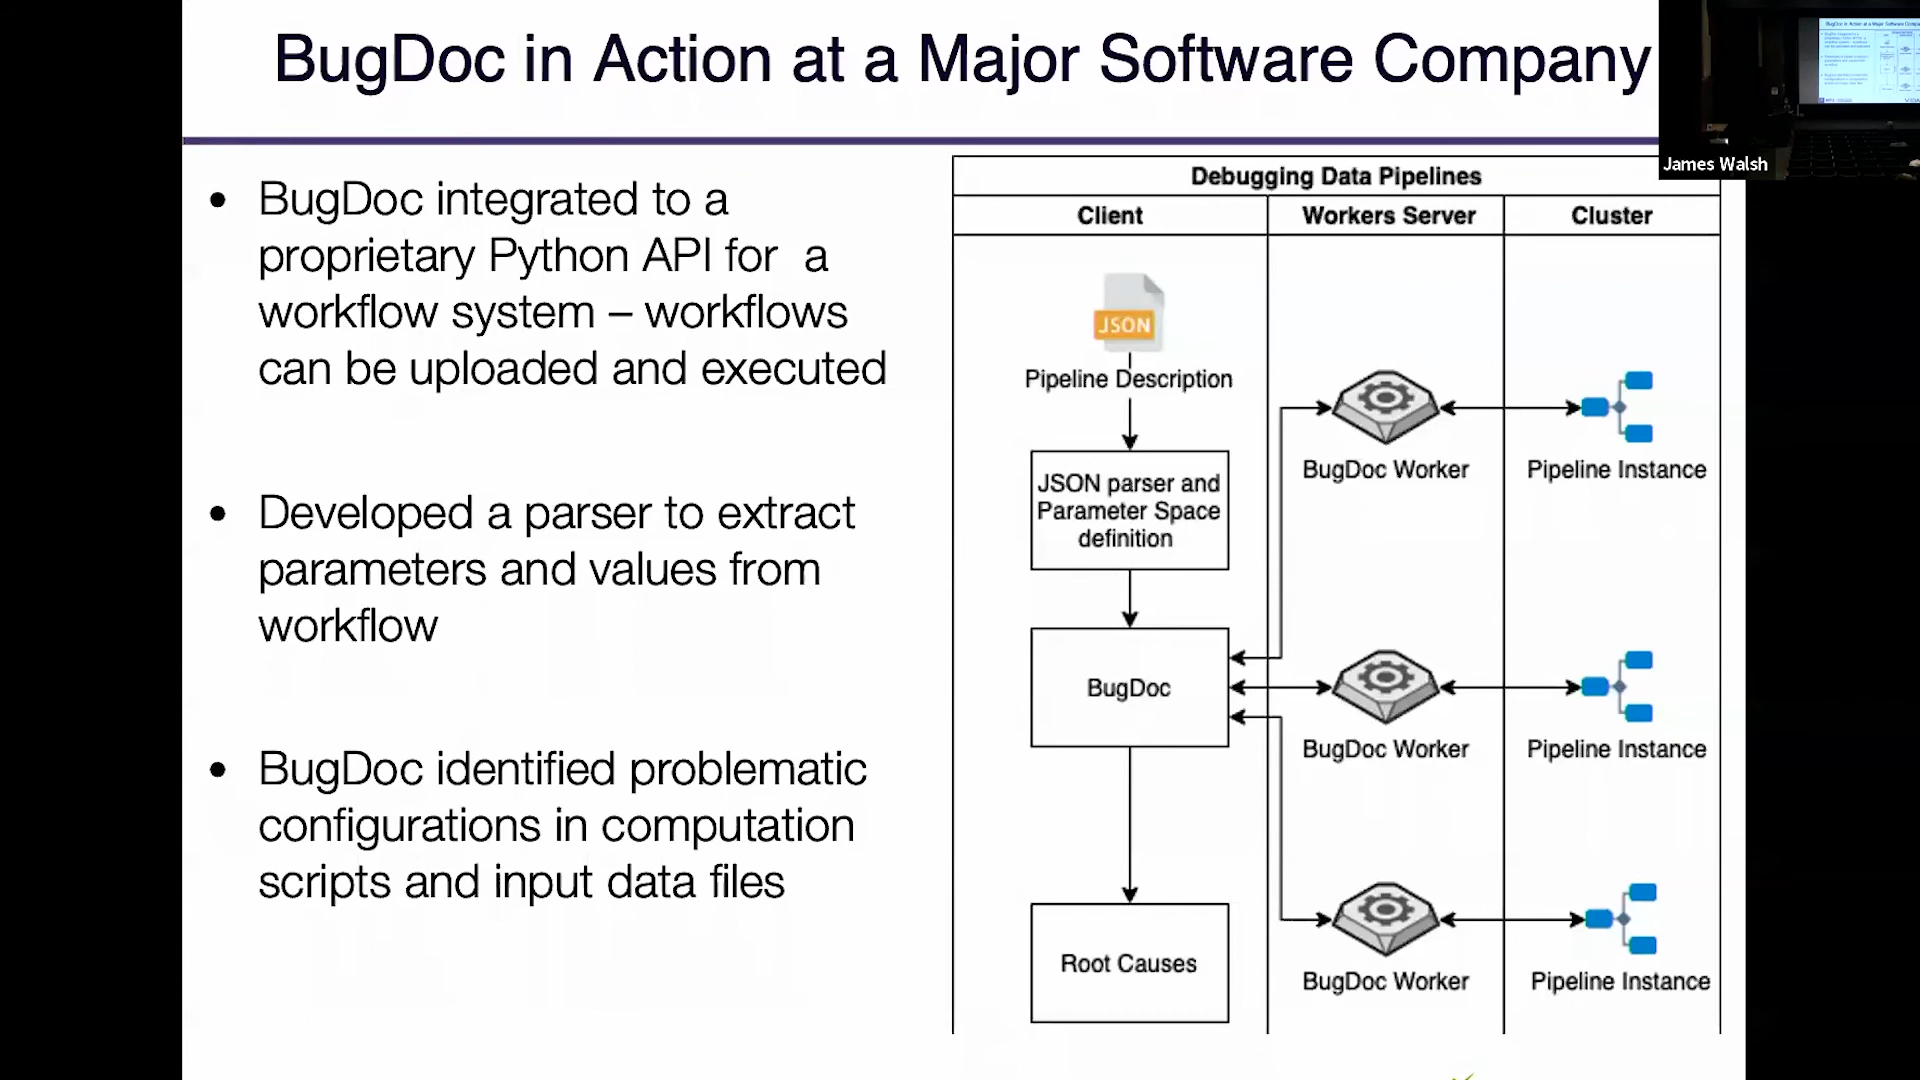 BugDoc in Action at a Major Software Company
James Walsh
• BugDoc integrated to a
proprietary Python API for a
workflow system – workflows
can be uploaded and executed
• Developed a parser to extract
parameters and values from
workflow
• BugDoc identified problematic
configurations in computation
scripts and input data files
Debugging Data Pipelines
Client
Workers Server
Cluster
JSON
Pipeline Description
JSON parser and
Parameter Space
definition
BugDoc
Root Causes
BugDoc Worker
Pipeline Instance
BugDoc Worker
Pipeline Instance
BugDoc Worker
Pipeline Instance